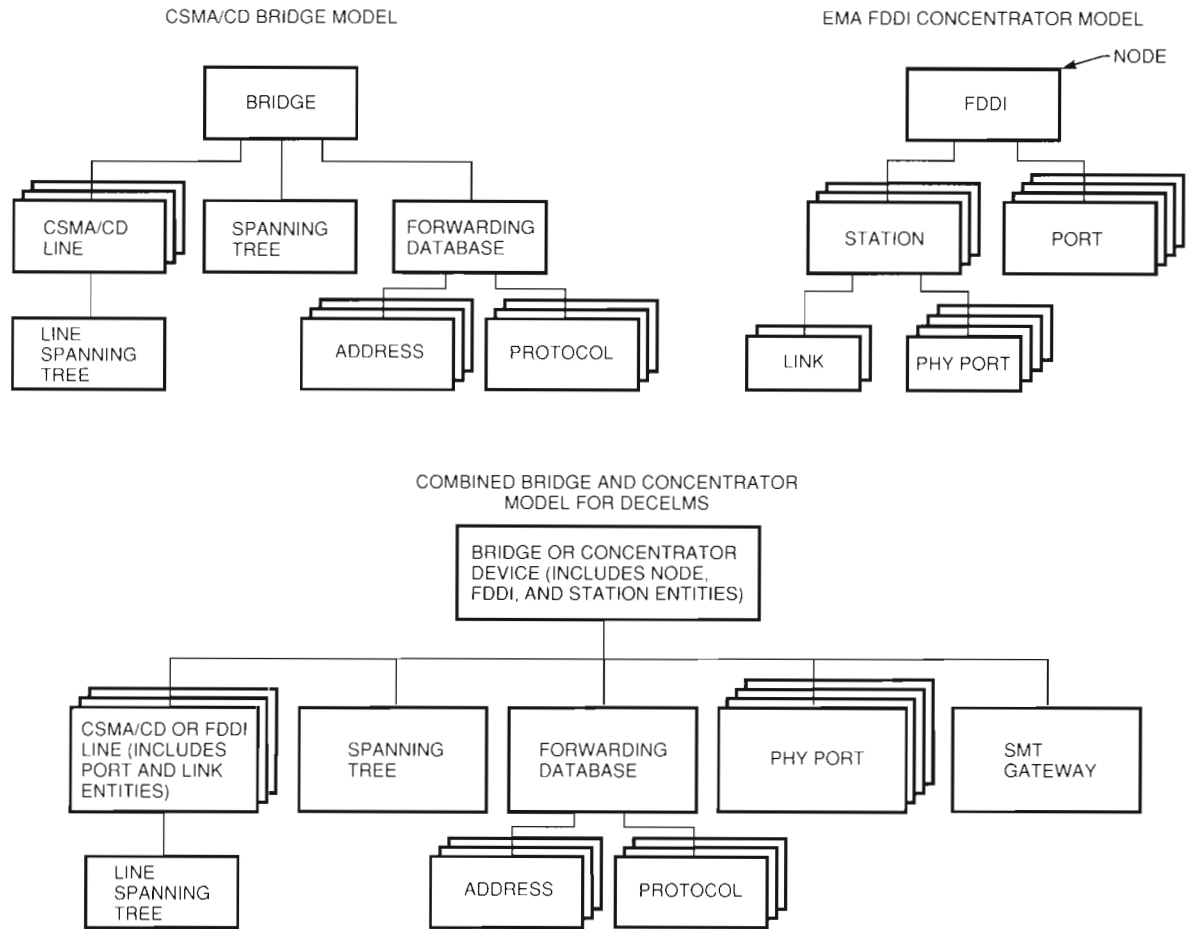 CSMA/CD BRIDGE MODEL
BRIDGE
CSMA/CD
LINE
SPANNING
TREE
FORWARDING
DATABASE
LINE
SPANNING
TREE
ADDRESS
PROTOCOL
EMA FDDI CONCENTRATOR MODEL
NODE
FDDI
STATION
PORT
LINK
PHY PORT
COMBINED BRIDGE AND CONCENTRATOR
MODEL FOR DECELMS
BRIDGE OR CONCENTRATOR
DEVICE (INCLUDES NODE,
FDDI, AND STATION ENTITIES)
CSMA/CD OR FDDI
LINE (INCLUDES
PORT AND LINK
ENTITIES)
SPANNING
TREE
FORWARDING
DATABASE
PHY PORT
SMT
GATEWAY
LINE
SPANNING
TREE
ADDRESS
PROTOCOL